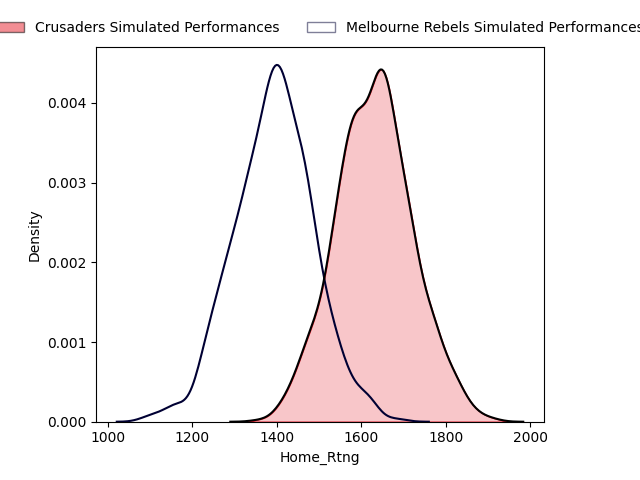 Crusaders Simulated Performances Melbourne Rebels Simulated Performances
0.004
0.003
0.002
0.001
0.000
Density
1000 1200 1400 1600 1800 2000
Home_Rtng